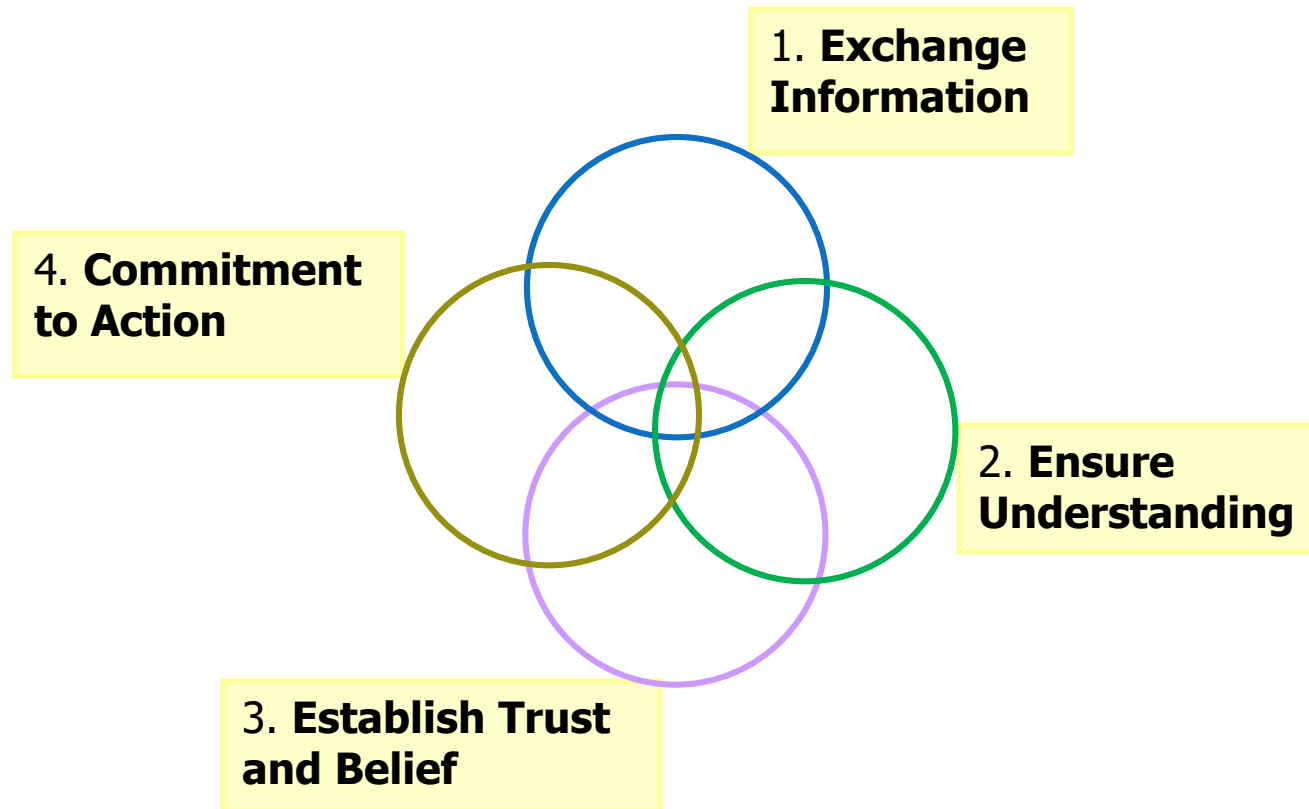 1. Exchange
Information
2. Ensure
Understanding
3. Establish Trust
and Belief
4. Commitment
to Action